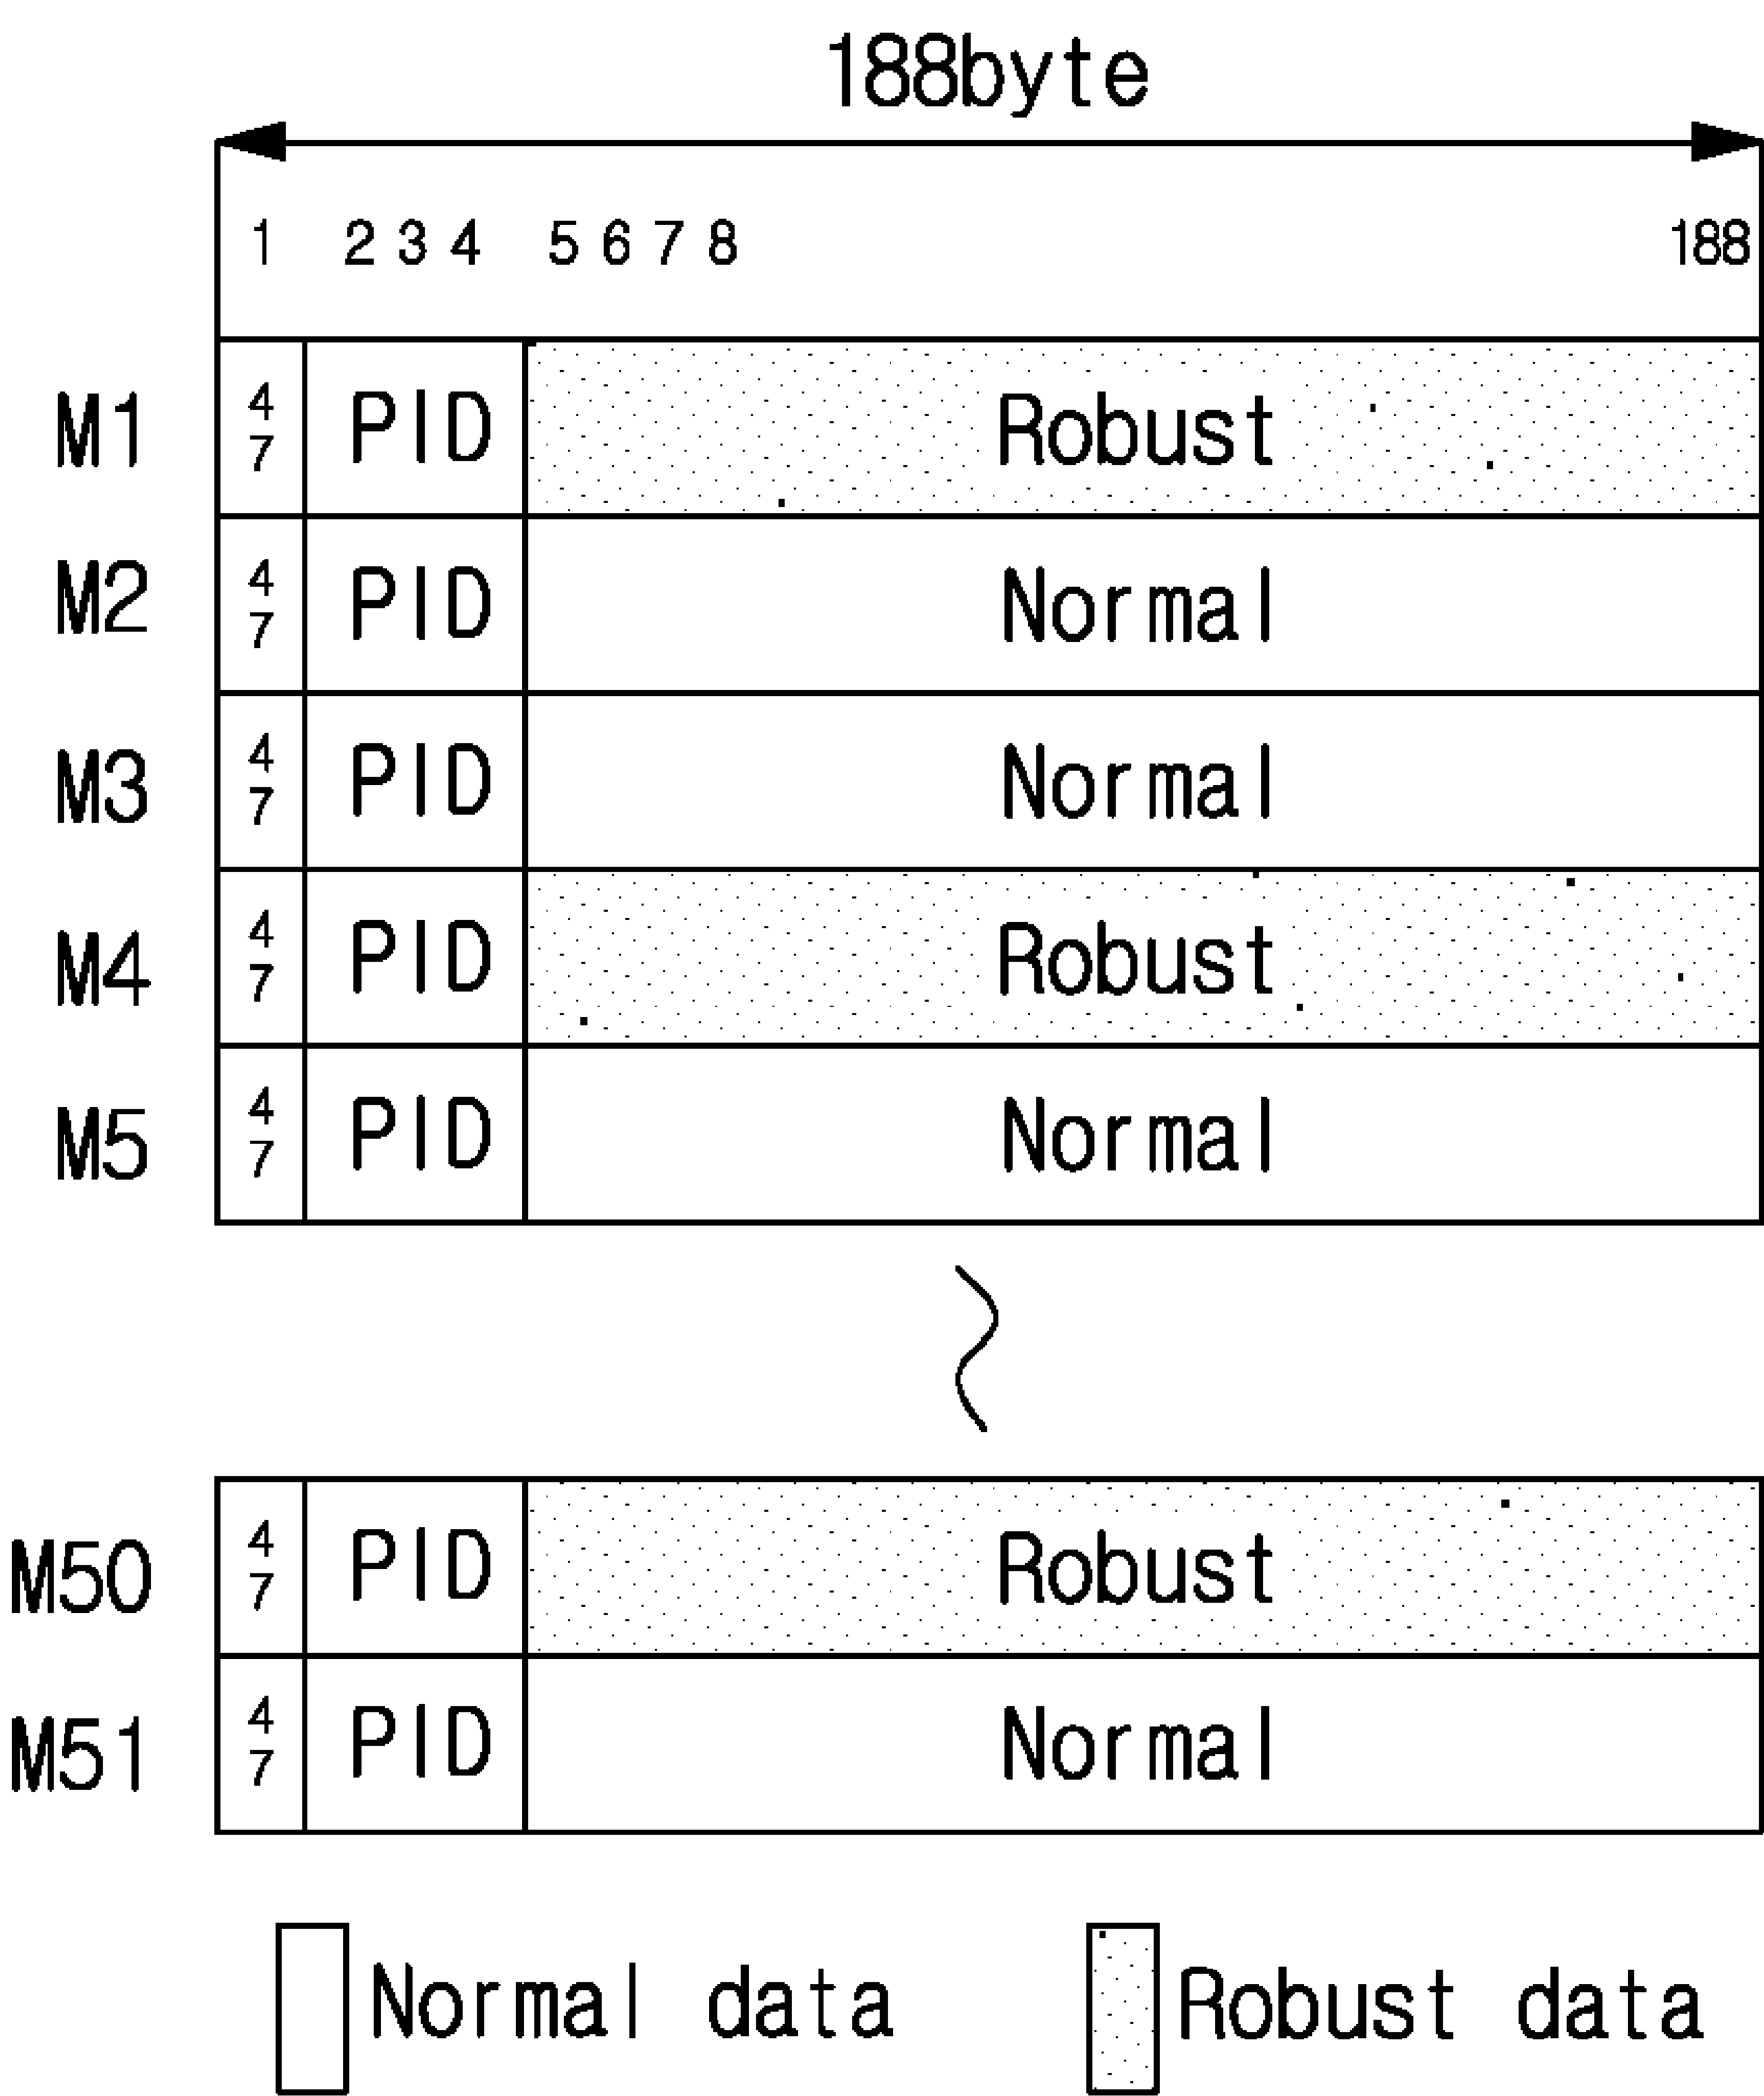 188byte
1 2 3 4 5 6 7 8 188
M1 47 PID Robust
M2 47 PID Normal
M3 47 PID Normal
M4 47 PID Robust
M5 47 PID Normal
M50 47 PID Robust
M51 47 PID Normal
Normal data Robust data